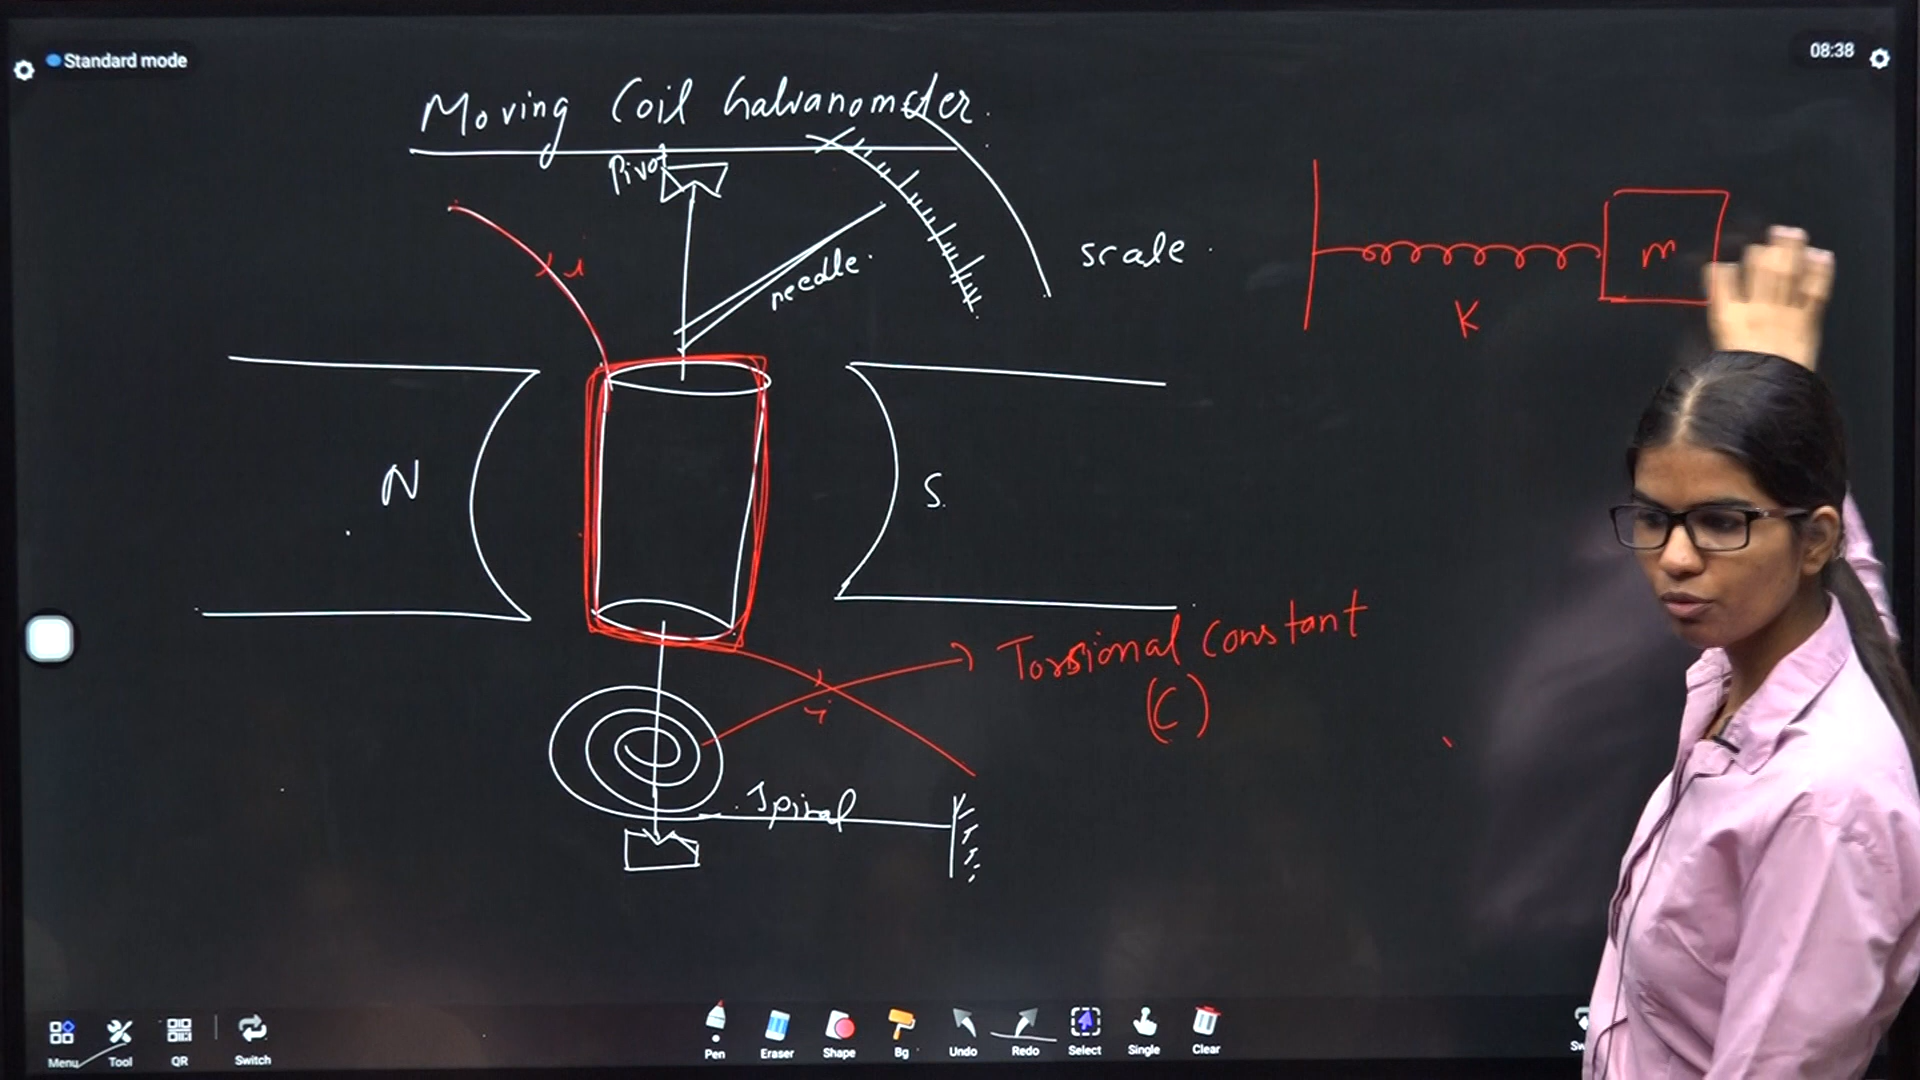 Standard mode
08:38
Moving Coil Galvanometer.
Pivot
needle.
scale.
m
K
i
N
S.
Torsional Constant
(C)
i
Spiral
Menu
Tool
QR
Switch
Pen
Eraser
Shape
Bg
Undo
Redo
Select
Single
Clear
Sw